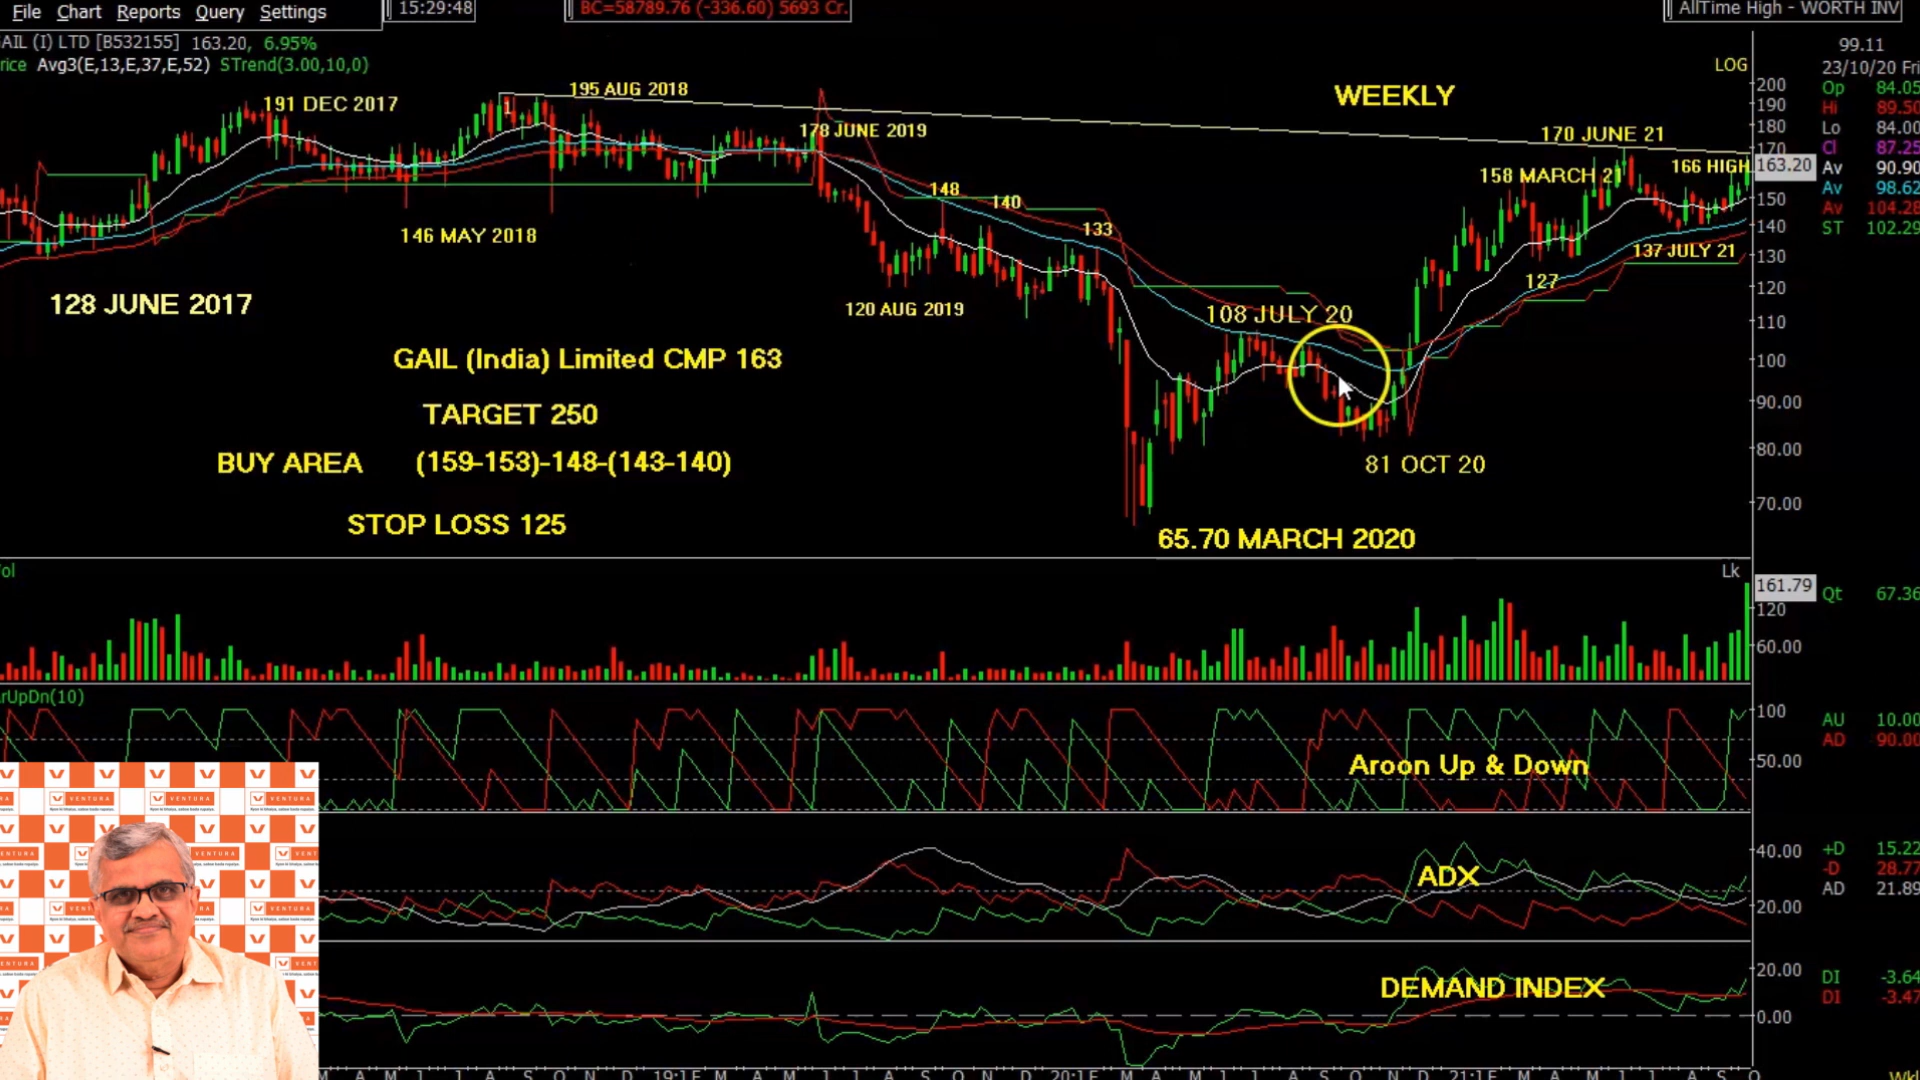 File Chart Reports Query Settings
15:29:48
BC=58789.76 (-336.60) 5693 Cr.
AllTime High - WORTH INV
GAIL (I) LTD [B532155] 163.20, 6.95%
rice Avg3(E,13,E,37,E,52) STrend(3.00,10,0)
LOG
99.11
23/10/20 Fri
Op 84.05
Hi 89.50
Lo 84.00
Cl 87.25
Av 90.90
Av 98.62
Av 104.28
ST 102.29
200
190
180
170
163.20
150
140
130
120
110
100
90.00
80.00
70.00
WEEKLY
191 DEC 2017
195 AUG 2018
178 JUNE 2019
170 JUNE 21
158 MARCH 21
166 HIGH
148
140
133
146 MAY 2018
137 JULY 21
127
128 JUNE 2017
120 AUG 2019
108 JULY 20
GAIL (India) Limited CMP 163
TARGET 250
BUY AREA (159-153)-148-(143-140)
81 OCT 20
STOP LOSS 125
65.70 MARCH 2020
ol
Lk
161.79
120
60.00
Qt 67.36
rUpDn(10)
100
50.00
AU 10.00
AD 90.00
Aroon Up & Down
VENTURA
40.00
20.00
+D 15.22
-D 28.77
AD 21.89
ADX
20.00
0.00
DI -3.64
DI -3.47
DEMAND INDEX
M A M J J A S O N D 19:1F M A M J J A S O N D 20:1F M A M J J A S O N D 21:1F M A M J J A S O
Wkl